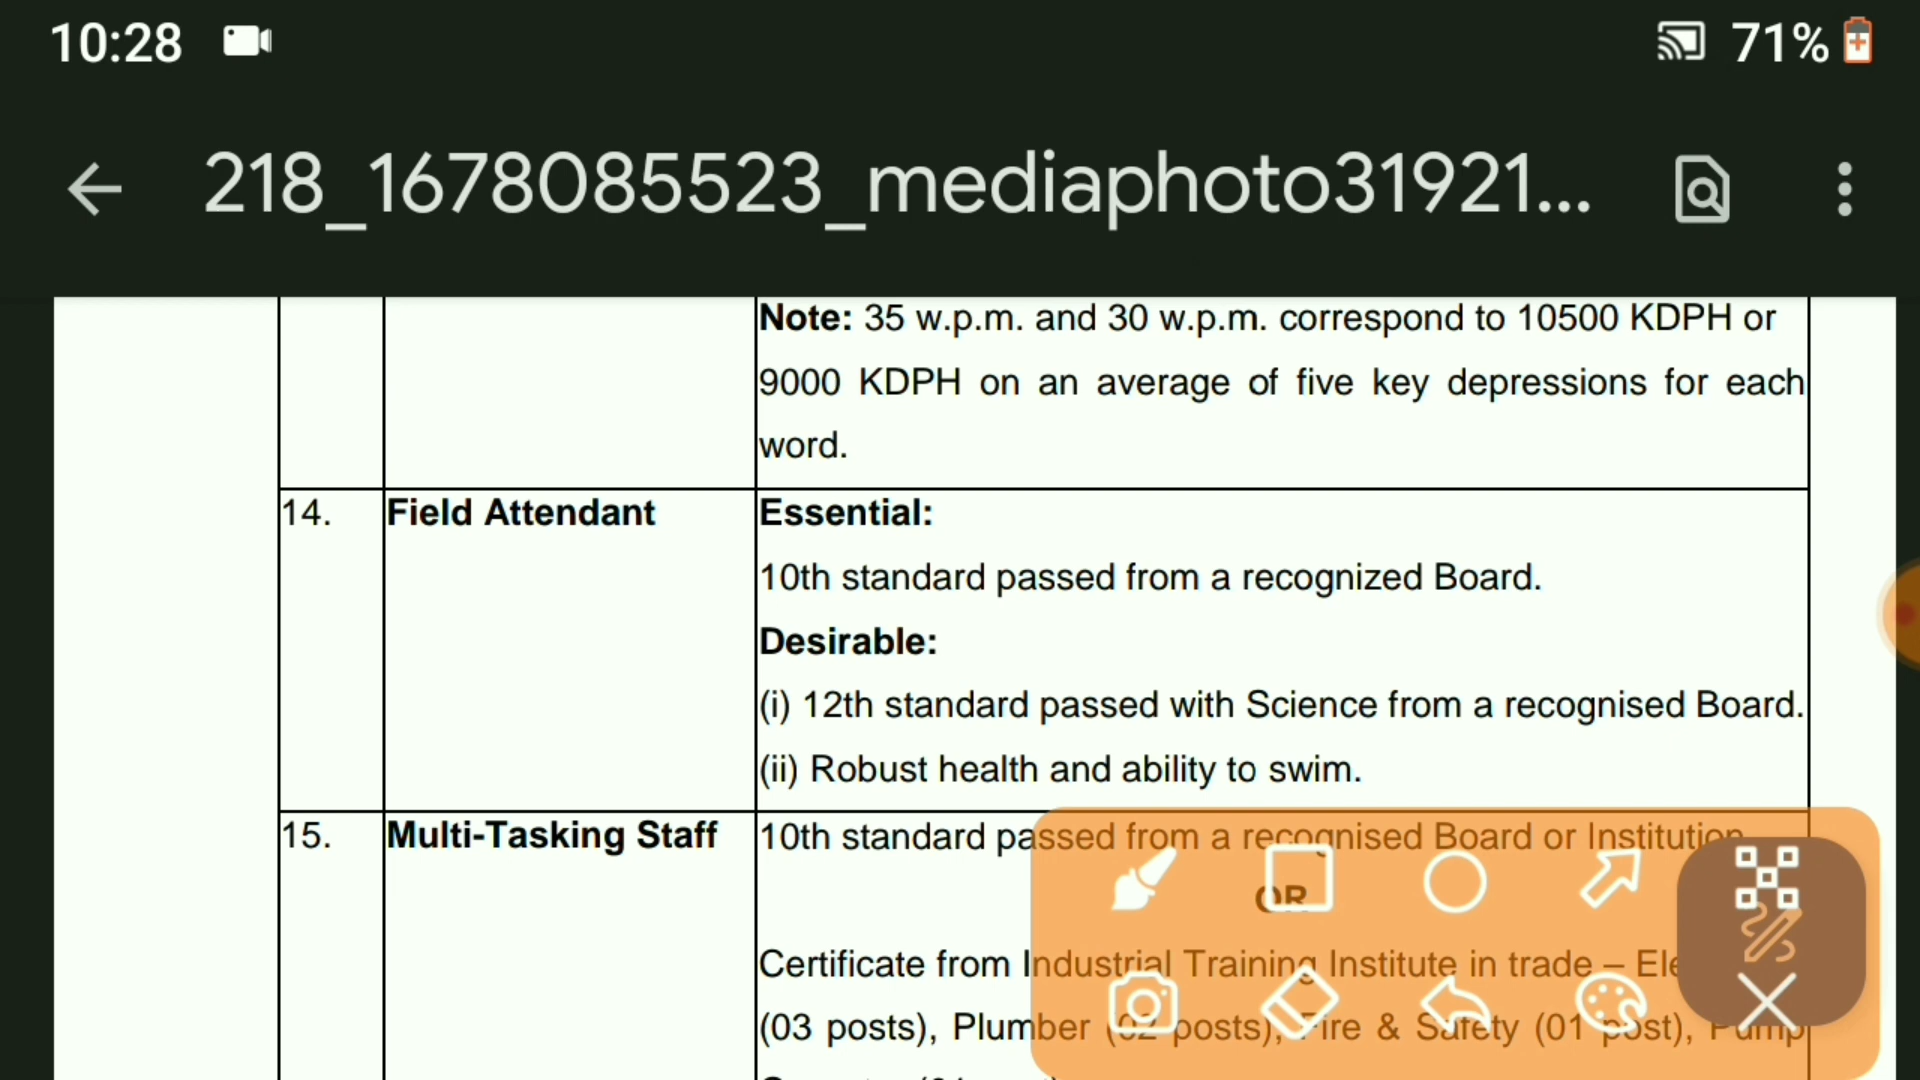 10:28
71%
218_1678085523_mediaphoto31921...
Note: 35 w.p.m. and 30 w.p.m. correspond to 10500 KDPH or
9000 KDPH on an average of five key depressions for each
word.
14. Field Attendant Essential:
10th standard passed from a recognized Board.
Desirable:
(i) 12th standard passed with Science from a recognised Board.
(ii) Robust health and ability to swim.
15. Multi-Tasking Staff 10th standard passed from a recognised Board or Institution
OR
Certificate from Industrial Training Institute in trade –
(03 posts), Plumber (02 posts), Fire & Safety (01 post), Pump